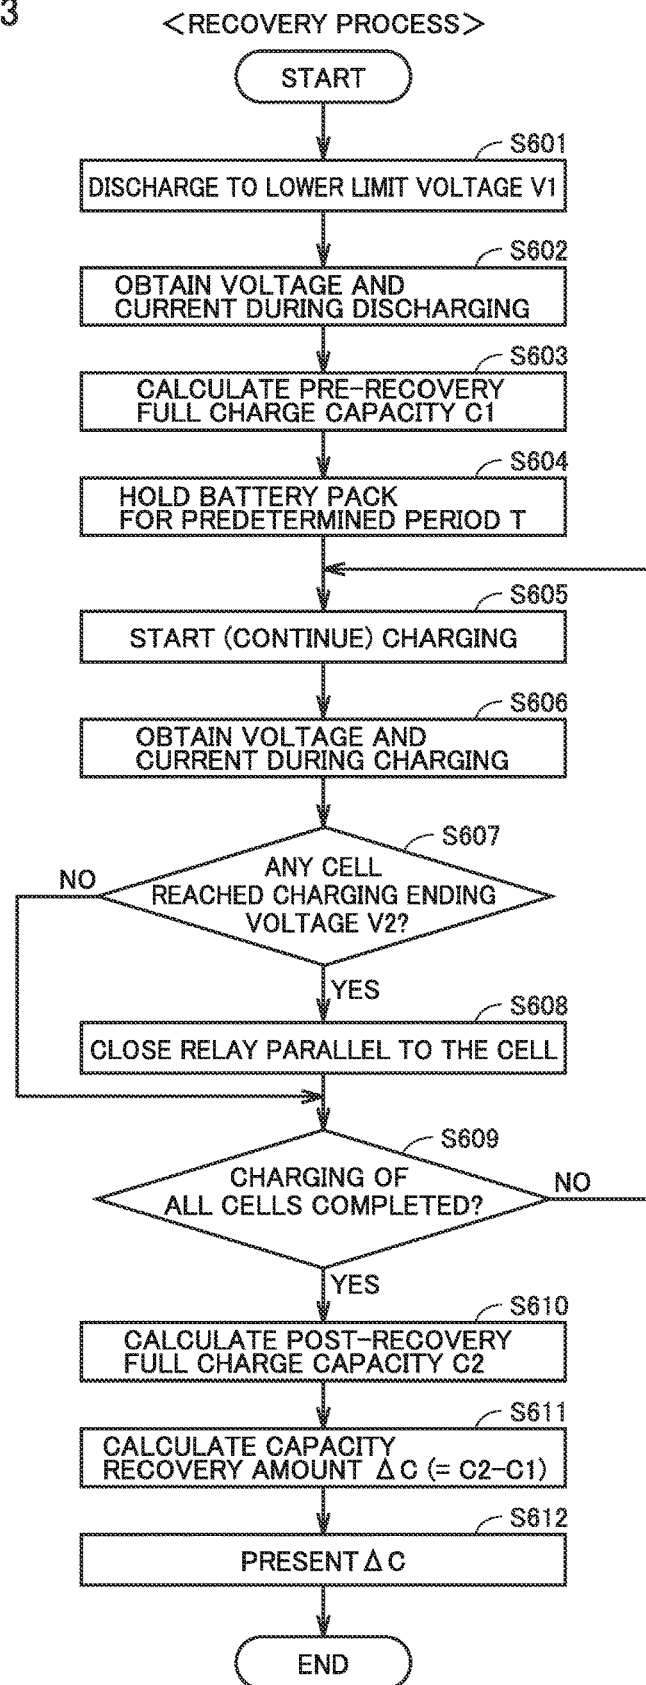 3
<RECOVERY PROCESS>
START
S601
DISCHARGE TO LOWER LIMIT VOLTAGE V1
S602
OBTAIN VOLTAGE AND
CURRENT DURING DISCHARGING
S603
CALCULATE PRE-RECOVERY
FULL CHARGE CAPACITY C1
S604
HOLD BATTERY PACK
FOR PREDETERMINED PERIOD T
S605
START (CONTINUE) CHARGING
S606
OBTAIN VOLTAGE AND
CURRENT DURING CHARGING
S607
ANY CELL
REACHED CHARGING ENDING
VOLTAGE V2?
NO
YES
S608
CLOSE RELAY PARALLEL TO THE CELL
S609
CHARGING OF
ALL CELLS COMPLETED?
NO
YES
S610
CALCULATE POST-RECOVERY
FULL CHARGE CAPACITY C2
S611
CALCULATE CAPACITY
RECOVERY AMOUNT ΔC (= C2-C1)
S612
PRESENT ΔC
END